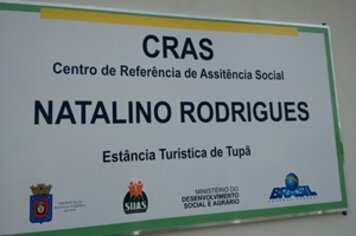 CRAS
Centro de Referência de Assitência Social
NATALINO RODRIGUES
Estância Turística de Tupã
SUAS
MINISTÉRIO DO
DESENVOLVIMENTO
SOCIAL E AGRÁRIO
BRASIL